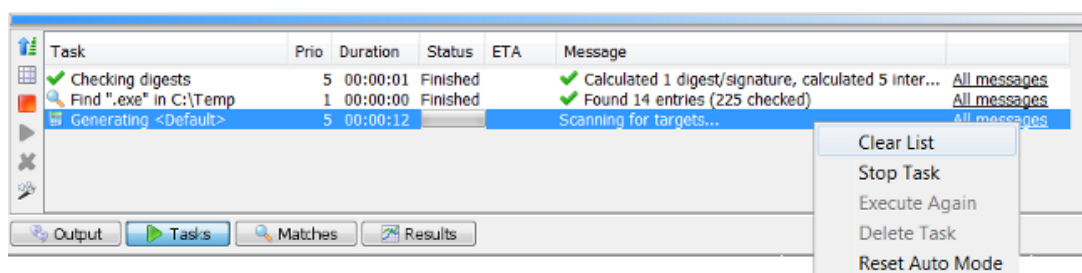 Task Prio Duration Status ETA Message
Checking digests 5 00:00:01 Finished Calculated 1 digest/signature, calculated 5 inter... All messages
Find ".exe" in C:\Temp 1 00:00:00 Finished Found 14 entries (225 checked) All messages
Generating <Default> 5 00:00:12 Scanning for targets... All messages
Clear List
Stop Task
Execute Again
Delete Task
Reset Auto Mode
Output Tasks Matches Results